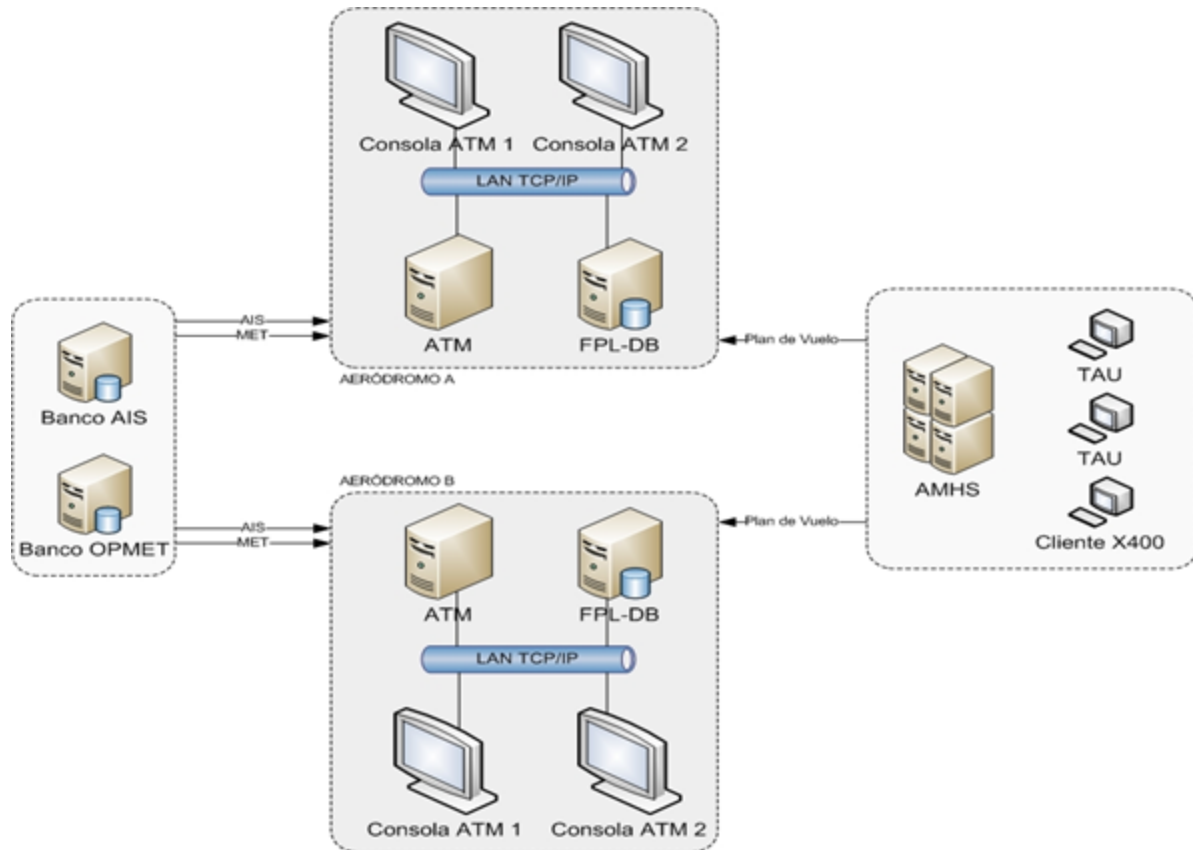 Consola ATM 1
Consola ATM 2
LAN TCP/IP
ATM
FPL-DB
AERÓDROMO A
AIS
MET
Banco AIS
Banco OPMET
AIS
MET
Plan de Vuelo
Plan de Vuelo
AMHS
TAU
TAU
Cliente X400
AERÓDROMO B
ATM
FPL-DB
LAN TCP/IP
Consola ATM 1
Consola ATM 2